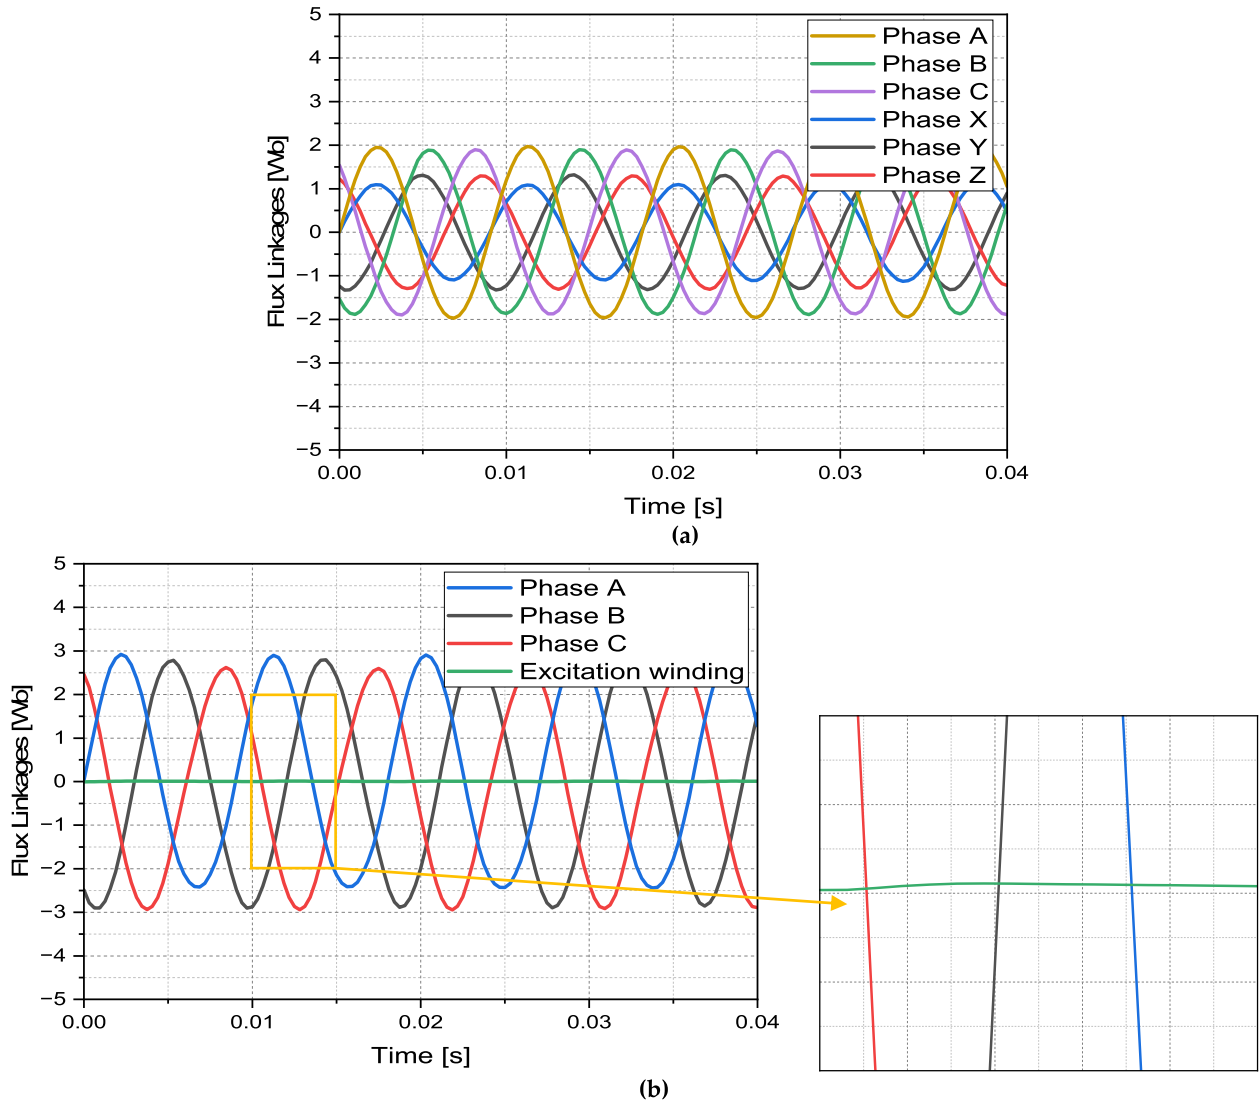 5
4
3
2
1
0
−1
−2
−3
−4
−5
Flux Linkages [Wb]
Phase A
Phase B
Phase C
Phase X
Phase Y
Phase Z
0.00 0.01 0.02 0.03 0.04
Time [s]
(a)
5
4
3
2
1
0
−1
−2
−3
−4
−5
Flux Linkages [Wb]
Phase A
Phase B
Phase C
Excitation winding
0.00 0.01 0.02 0.03 0.04
Time [s]
(b)